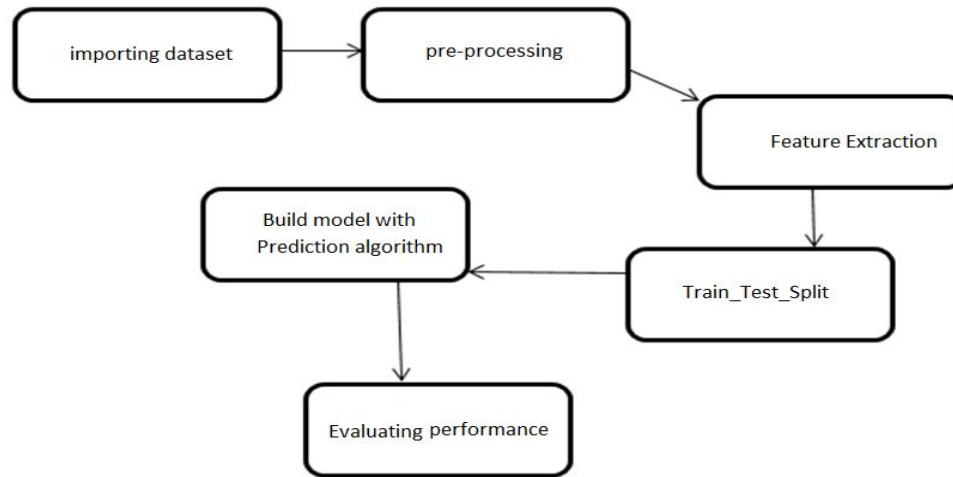 importing dataset
pre-processing
Feature Extraction
Train_Test_Split
Build model with
Prediction algorithm
Evaluating performance